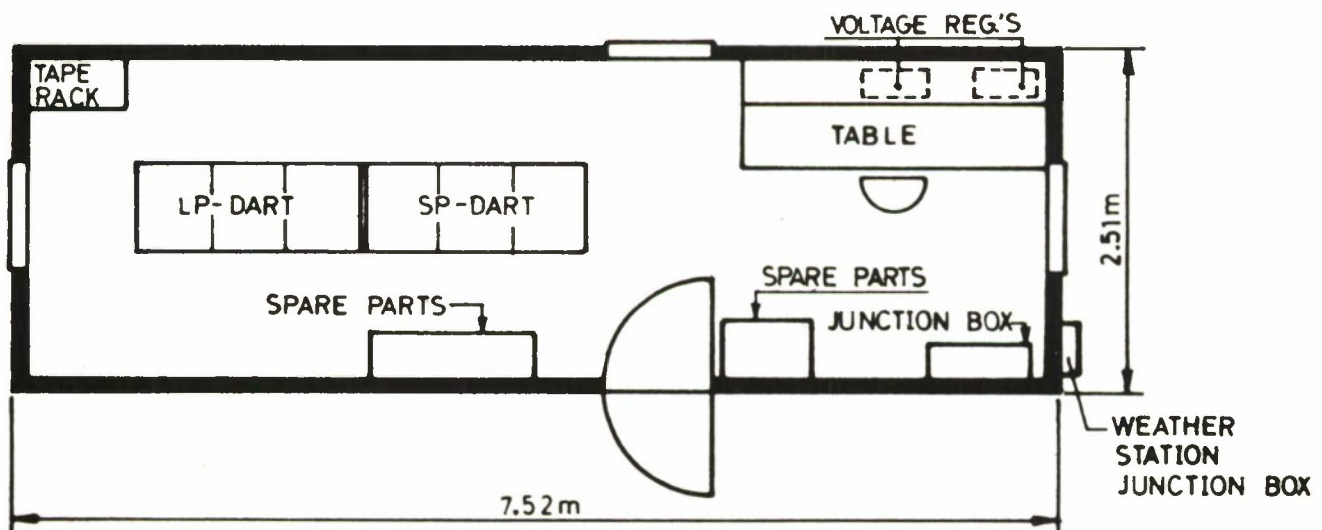 VOLTAGE REG'S
TAPE
RACK
TABLE
LP-DART
SP-DART
2.51m
SPARE PARTS
SPARE PARTS
JUNCTION BOX
WEATHER
STATION
JUNCTION BOX
7.52m